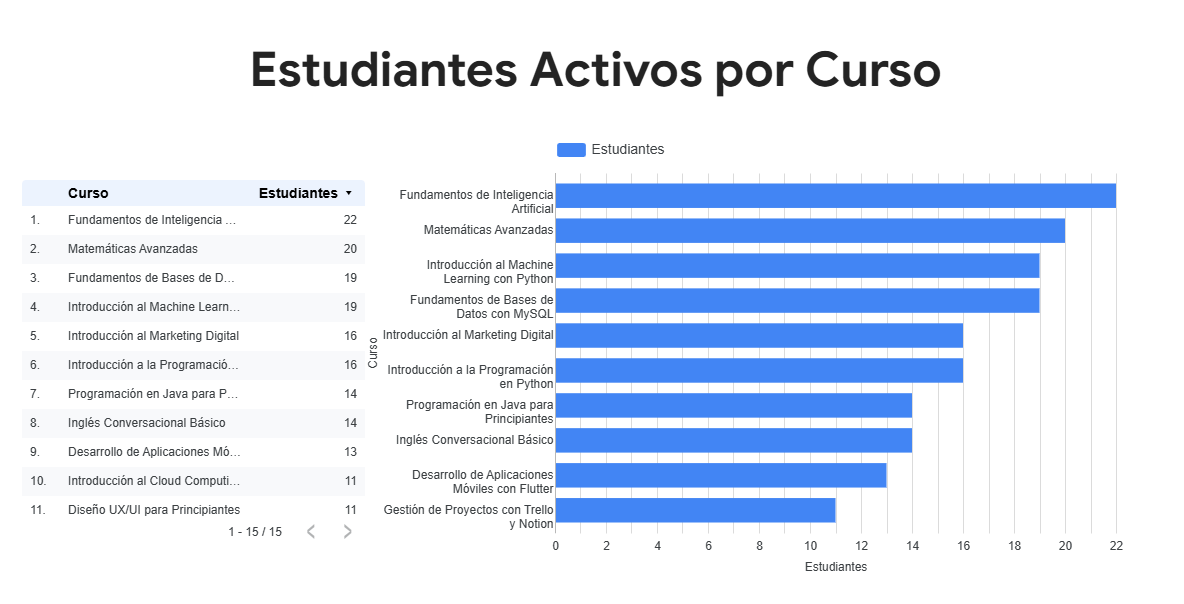 Estudiantes Activos por Curso
Curso Estudiantes
1. Fundamentos de Inteligencia … 22
2. Matemáticas Avanzadas 20
3. Fundamentos de Bases de D… 19
4. Introducción al Machine Learn… 19
5. Introducción al Marketing Digital 16
6. Introducción a la Programació… 16
7. Programación en Java para P… 14
8. Inglés Conversacional Básico 14
9. Desarrollo de Aplicaciones Mó… 13
10. Introducción al Cloud Computi… 11
11. Diseño UX/UI para Principiantes 11
1 - 15 / 15
Estudiantes
Curso
Fundamentos de Inteligencia
Artificial
Matemáticas Avanzadas
Introducción al Machine
Learning con Python
Fundamentos de Bases de
Datos con MySQL
Introducción al Marketing Digital
Introducción a la Programación
en Python
Programación en Java para
Principiantes
Inglés Conversacional Básico
Desarrollo de Aplicaciones
Móviles con Flutter
Gestión de Proyectos con Trello
y Notion
0 2 4 6 8 10 12 14 16 18 20 22
Estudiantes